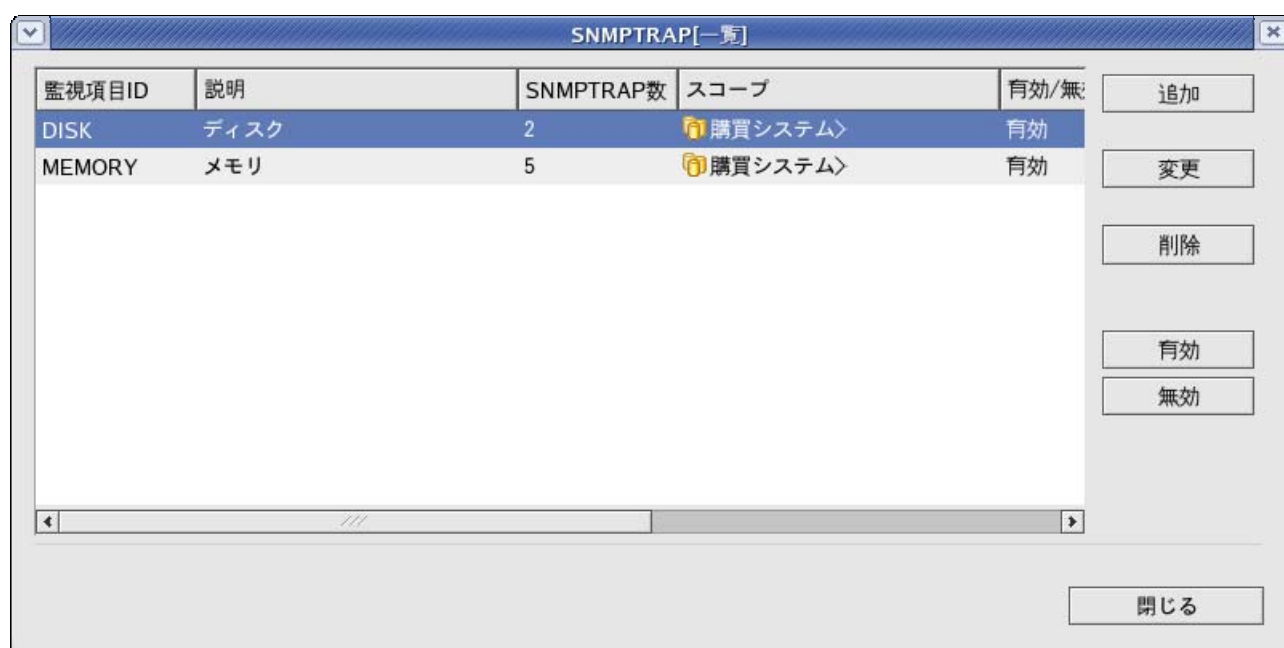 SNMPTRAP[一覧]
監視項目ID 説明 SNMPTRAP数 スコープ 有効/無
DISK ディスク 2 購買システム〉 有効
MEMORY メモリ 5 購買システム〉 有効
追加
変更
削除
有効
無効
閉じる